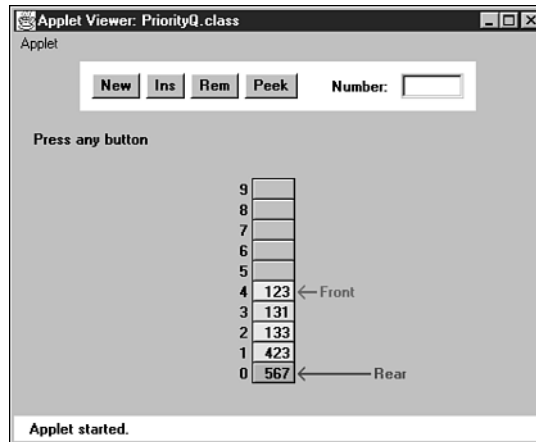 Applet Viewer: PriorityQ.class
Applet
New Ins Rem Peek Number:
Press any button
9
8
7
6
5
4 123 Front
3 131
2 133
1 423
0 567 Rear
Applet started.